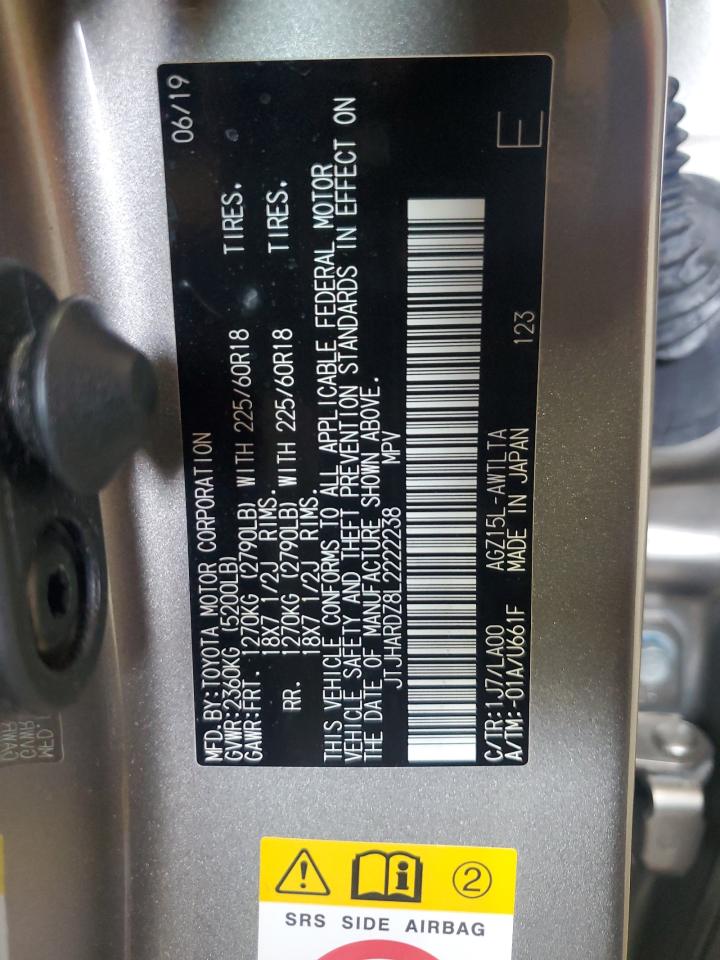 MFD. BY:TOYOTA MOTOR CORPORATION 06/19
GVWR:2360KG (5200LB)
GAWR:FRT. 1270KG (2790LB) WITH 225/60R18 TIRES.
18X7 1/2J RIMS.
RR. 1270KG (2790LB) WITH 225/60R18 TIRES.
18X7 1/2J RIMS.
THIS VEHICLE CONFORMS TO ALL APPLICABLE FEDERAL MOTOR
VEHICLE SAFETY AND THEFT PREVENTION STANDARDS IN EFFECT ON
THE DATE OF MANUFACTURE SHOWN ABOVE.
JTJHARDZ8L2222238 MPV
C/TR:1J7/LA00 AGZ15L-AWTLTA 123
A/TM:-01A/U661F MADE IN JAPAN E
2
SRS SIDE AIRBAG